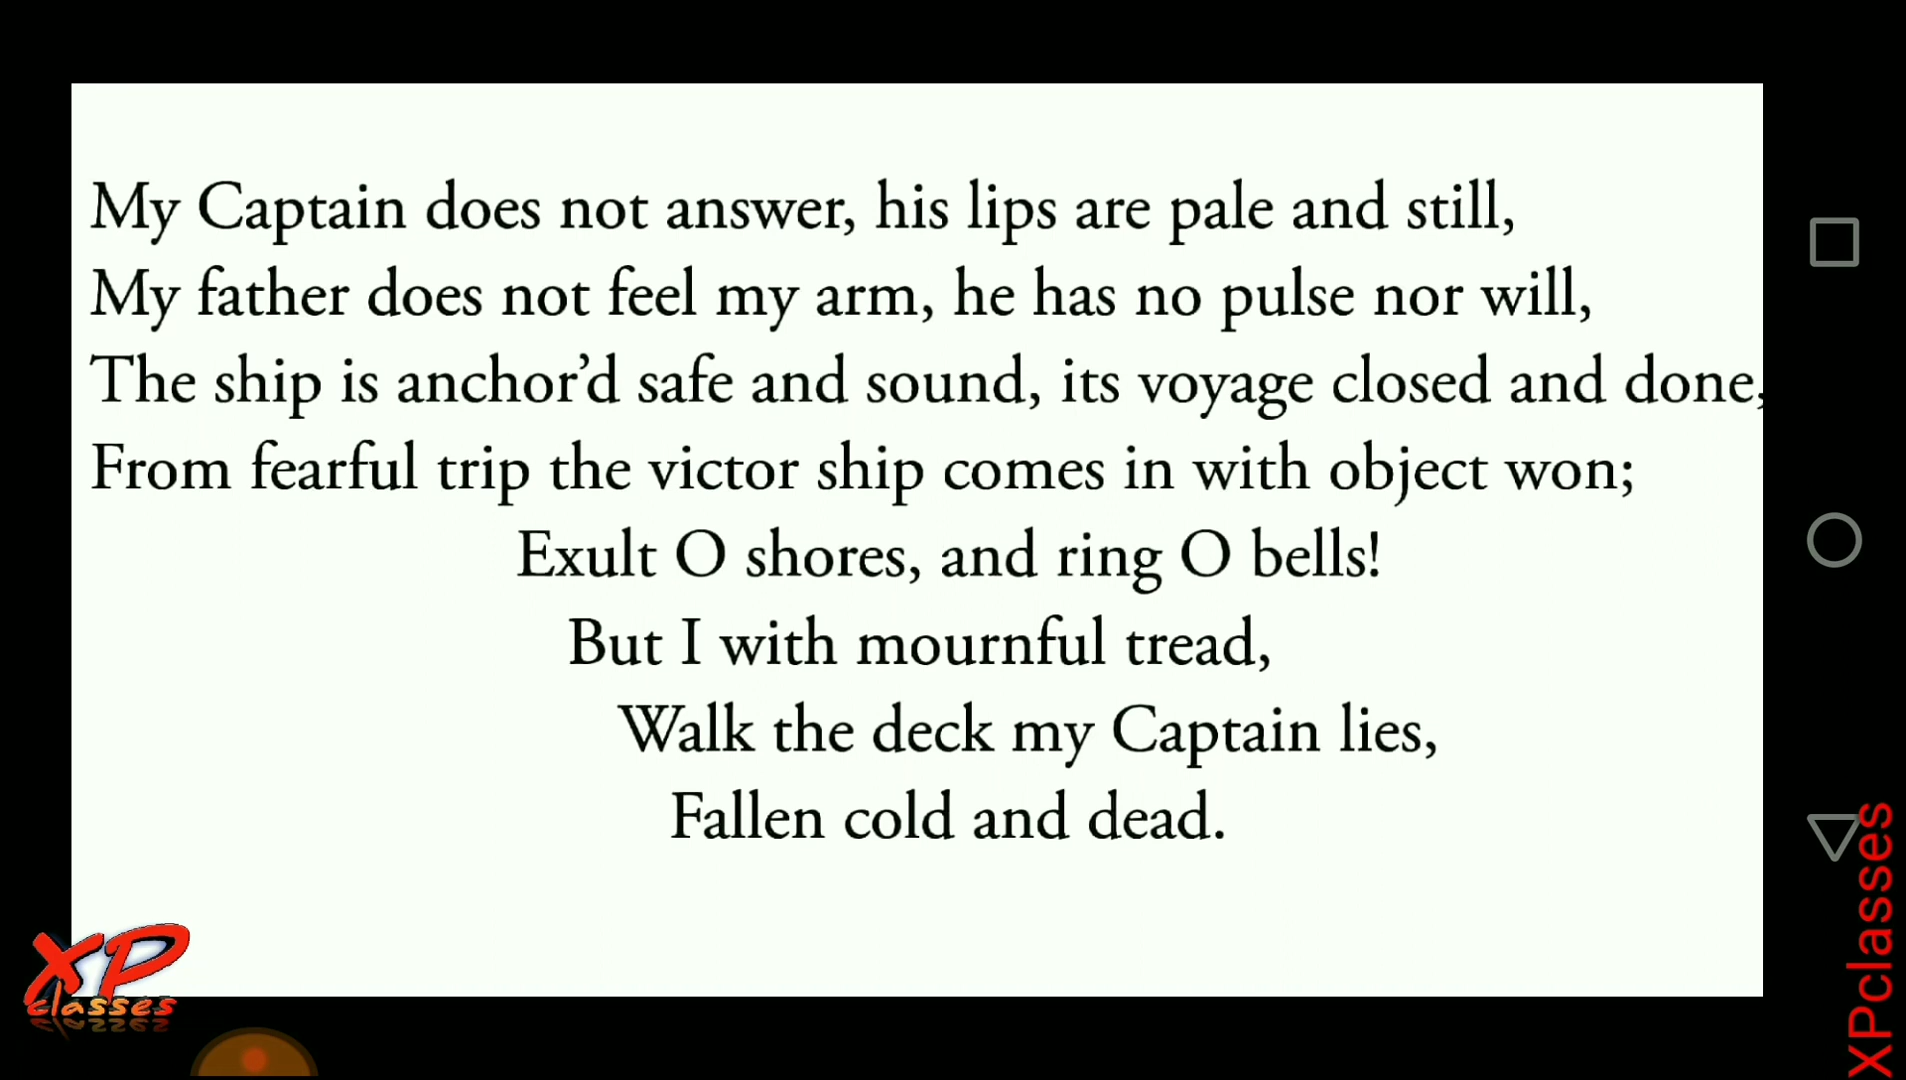 My Captain does not answer, his lips are pale and still,
My father does not feel my arm, he has no pulse nor will,
The ship is anchor’d safe and sound, its voyage closed and done,
From fearful trip the victor ship comes in with object won;
Exult O shores, and ring O bells!
But I with mournful tread,
Walk the deck my Captain lies,
Fallen cold and dead.
XP
classes
XPclasses